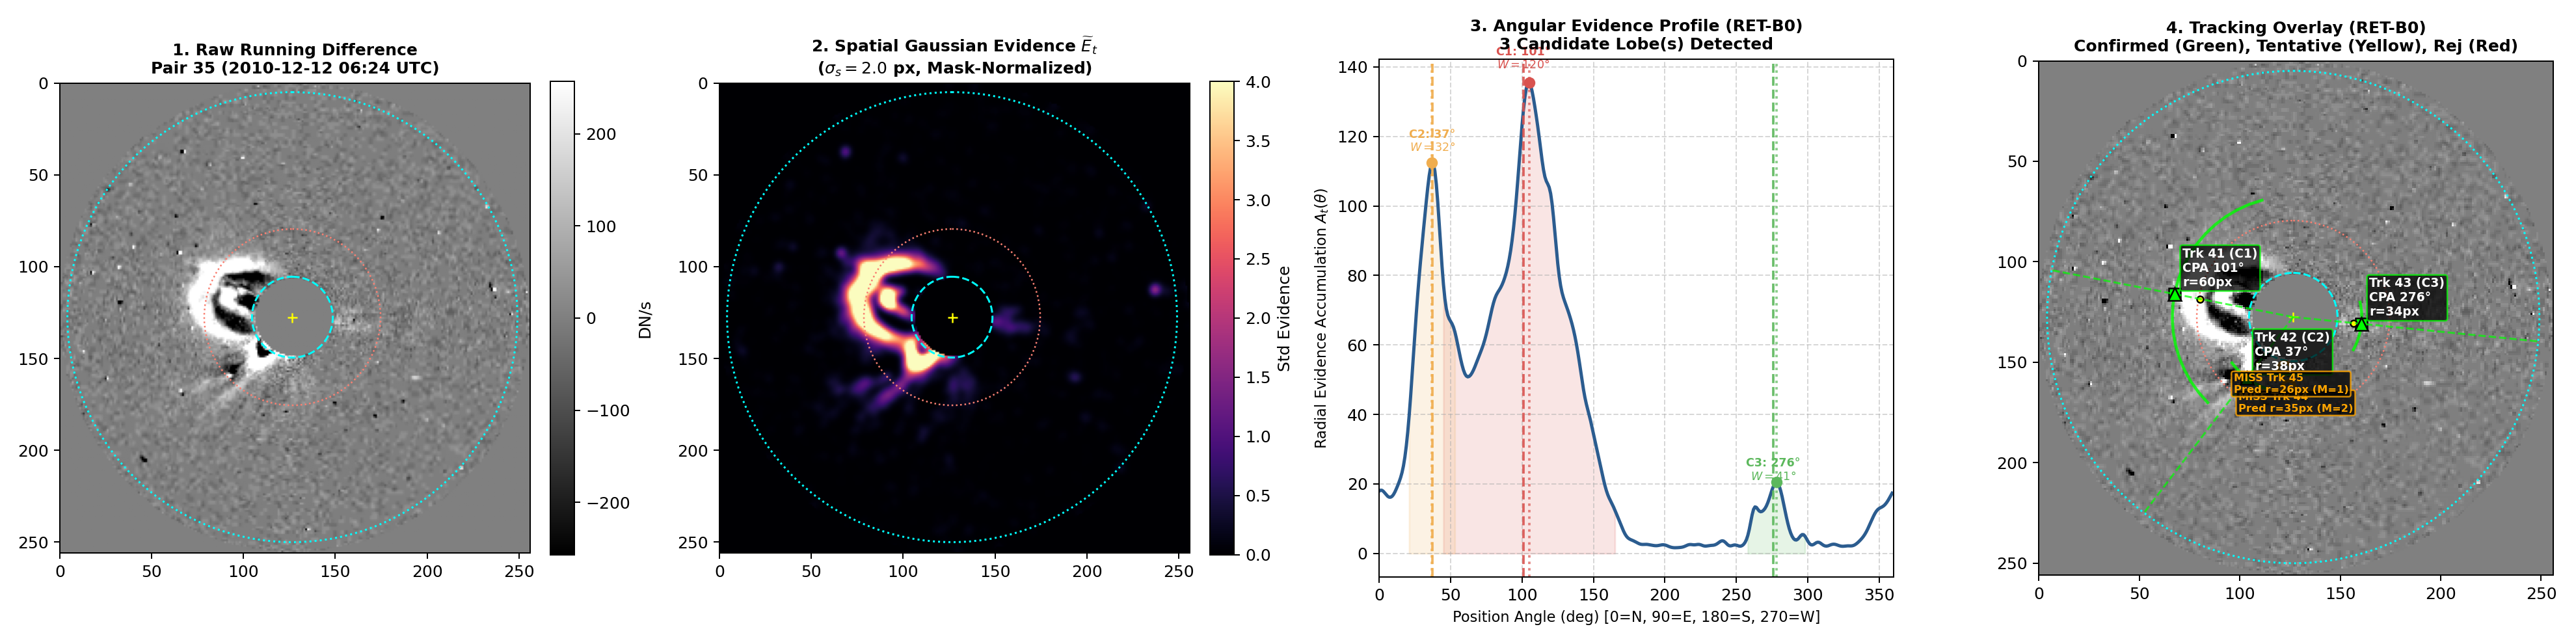 1. Raw Running Difference
Pair 35 (2010-12-12 06:24 UTC)
0
50
100
150
200
250
0
50
100
150
200
250
200
100
0
−100
−200
DN/s
2. Spatial Gaussian Evidence Ẽ_t
(σ_s = 2.0 px, Mask-Normalized)
0
50
100
150
200
250
0
50
100
150
200
250
4.0
3.5
3.0
2.5
2.0
1.5
1.0
0.5
0.0
Std Evidence
3. Angular Evidence Profile (RET-B0)
3 Candidate Lobe(s) Detected
C1: 101°
W=120°
C2: 37°
W=32°
C3: 276°
W=41°
140
120
100
80
60
40
20
0
Radial Evidence Accumulation A_t(θ)
0
50
100
150
200
250
300
350
Position Angle (deg) [0=N, 90=E, 180=S, 270=W]
4. Tracking Overlay (RET-B0)
Confirmed (Green), Tentative (Yellow), Rej (Red)
0
50
100
150
200
250
Trk 41 (C1)
CPA 101°
r=60px
Trk 43 (C3)
CPA 276°
r=34px
Trk 42 (C2)
CPA 37°
r=38px
MISS Trk 45
Pred r=26px (M=1)
MISS Trk 44
Pred r=35px (M=2)
0
50
100
150
200
250